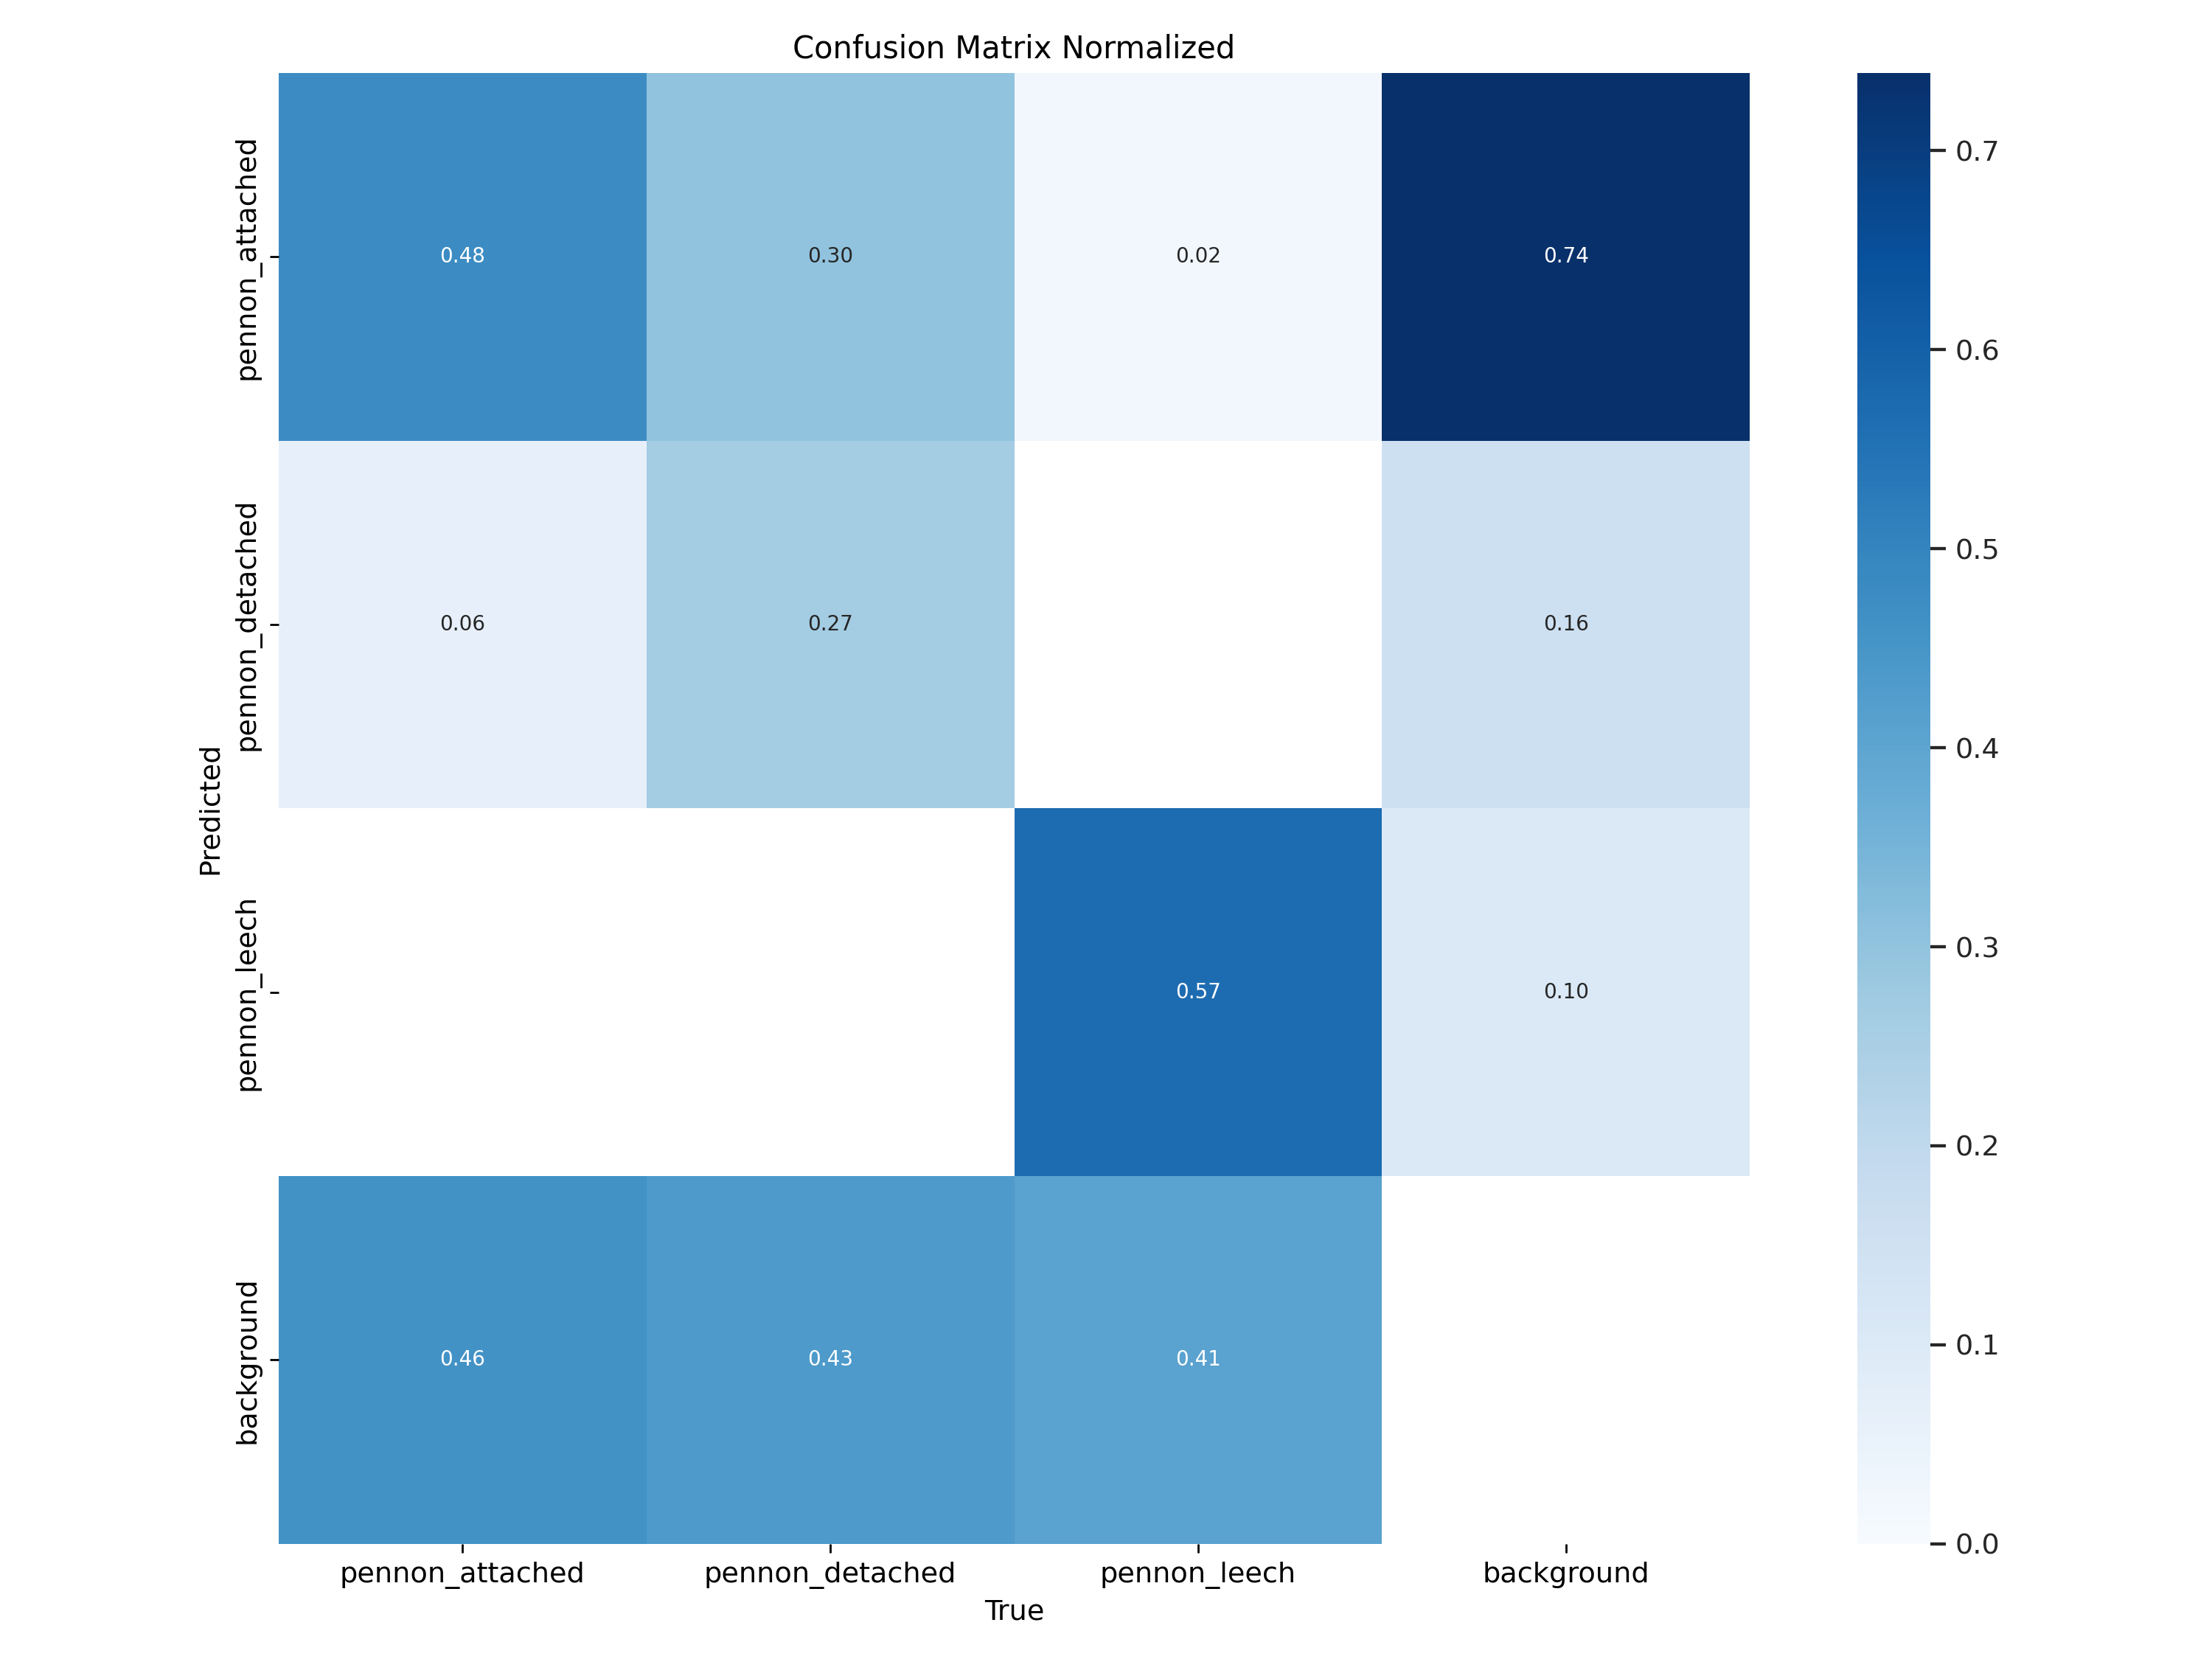 Confusion Matrix Normalized
pennon_attached
0.48 0.30 0.02 0.74
pennon_detached
0.06 0.27 0.16
pennon_leech
0.57 0.10
background
0.46 0.43 0.41
Predicted
pennon_attached pennon_detached pennon_leech background
True
0.7
0.6
0.5
0.4
0.3
0.2
0.1
0.0